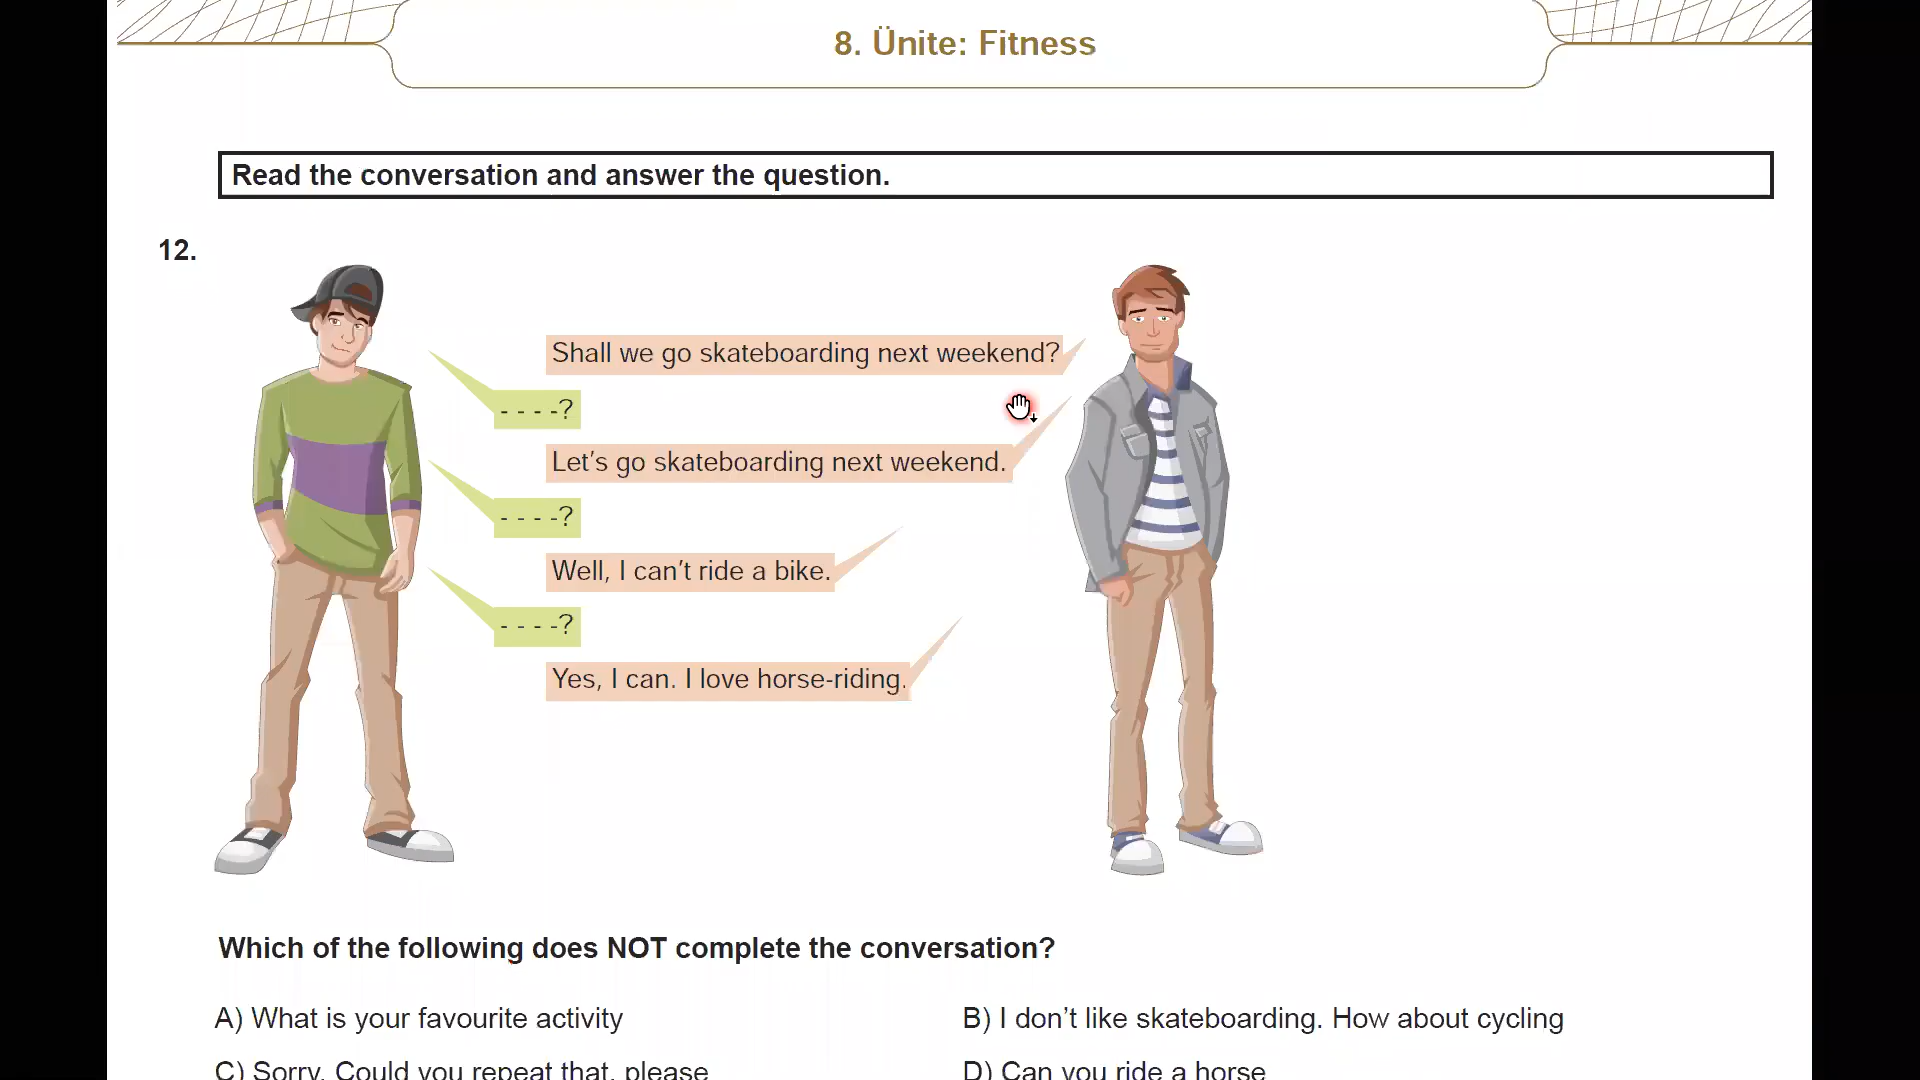 8. Ünite: Fitness
Read the conversation and answer the question.
12.
Shall we go skateboarding next weekend?
- - - -?
Let’s go skateboarding next weekend.
- - - -?
Well, I can’t ride a bike.
- - - -?
Yes, I can. I love horse-riding.
Which of the following does NOT complete the conversation?
A) What is your favourite activity
B) I don’t like skateboarding. How about cycling
C) Sorry. Could you repeat that, please
D) Can you ride a horse